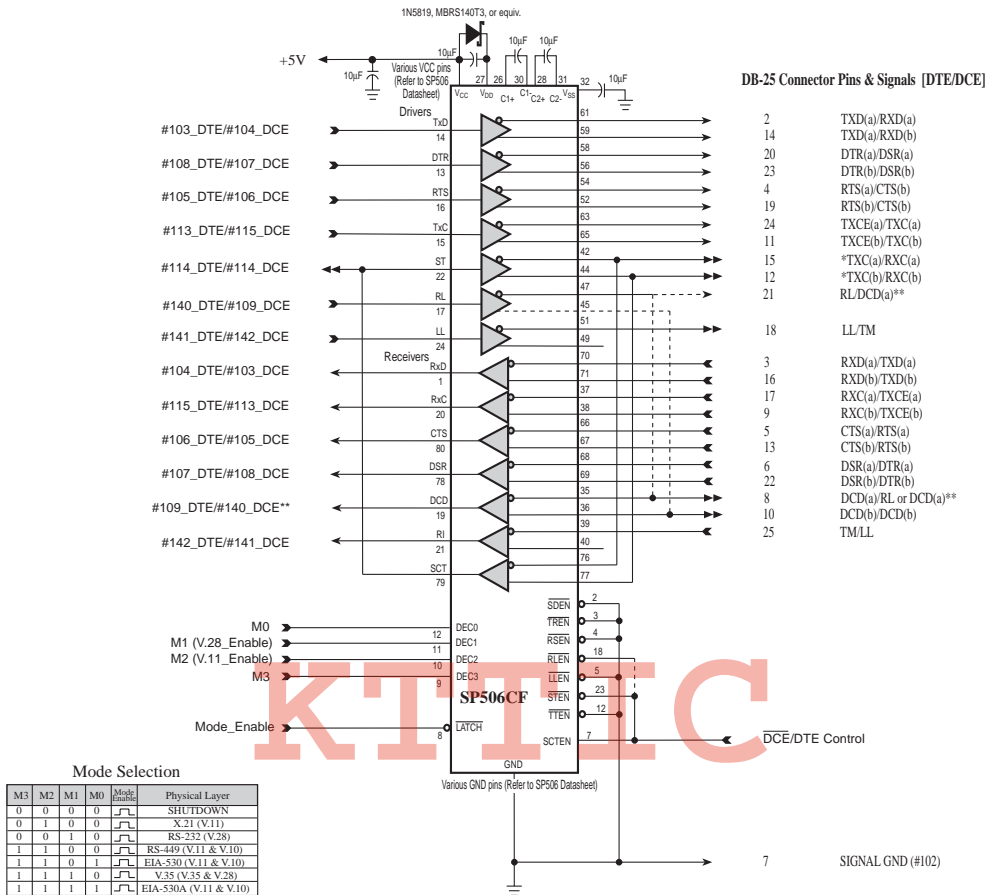 1N5819, MBRS140T3, or equiv.
10µF 10µF 10µF
+5V
10µF
Various VCC pins
(Refer to SP506
Datasheet)
27 26 30 28 31 32 10µF
VCC VDD C1+ C1- C2+ C2- VSS
DB-25 Connector Pins & Signals [DTE/DCE]
Drivers
#103_DTE/#104_DCE TxD 14 61 2 TXD(a)/RXD(a)
59 14 TXD(a)/RXD(b)
#108_DTE/#107_DCE DTR 13 58 20 DTR(a)/DSR(a)
56 23 DTR(b)/DSR(b)
#105_DTE/#106_DCE RTS 16 54 4 RTS(a)/CTS(b)
52 19 RTS(b)/CTS(b)
#113_DTE/#115_DCE TxC 15 63 24 TXCE(a)/TXC(a)
65 11 TXCE(b)/TXC(b)
#114_DTE/#114_DCE ST 22 42 15 *TXC(a)/RXC(a)
44 12 *TXC(b)/RXC(b)
#140_DTE/#109_DCE RL 17 47 21 RL/DCD(a)**
45
#141_DTE/#142_DCE LL 24 51 18 LL/TM
49
Receivers
#104_DTE/#103_DCE RxD 1 70 3 RXD(a)/TXD(a)
71 16 RXD(b)/TXD(b)
#115_DTE/#113_DCE RxC 20 37 17 RXC(a)/TXCE(a)
38 9 RXC(b)/TXCE(b)
#106_DTE/#105_DCE CTS 80 66 5 CTS(a)/RTS(a)
67 13 CTS(b)/RTS(b)
#107_DTE/#108_DCE DSR 78 68 6 DSR(a)/DTR(a)
69 22 DSR(b)/DTR(b)
#109_DTE/#140_DCE** DCD 19 35 8 DCD(a)/RL or DCD(a)**
36 10 DCD(b)/DCD(b)
#142_DTE/#141_DCE RI 21 39 25 TM/LL
40
SCT 79 76
77
SDEN 2
TREN 3
M0 12 DEC0 RSEN 4
M1 (V.28_Enable) 11 DEC1
M2 (V.11_Enable) 10 DEC2 RLEN 18
M3 9 DEC3 LLEN 5
SP506CF STEN 23
KTTIC
TTEN 12
Mode_Enable 8 LATCH SCTEN 7 DCE/DTE Control
GND
Various GND pins (Refer to SP506 Datasheet)
Mode Selection
M3 M2 M1 M0 Mode Enable Physical Layer
0 0 0 0 SHUTDOWN
0 1 0 0 X.21 (V.11)
0 0 1 0 RS-232 (V.28)
1 1 0 0 RS-449 (V.11 & V.10)
1 1 0 1 EIA-530 (V.11 & V.10)
1 1 1 0 V.35 (V.35 & V.28)
1 1 1 1 EIA-530A (V.11 & V.10)
7 SIGNAL GND (#102)